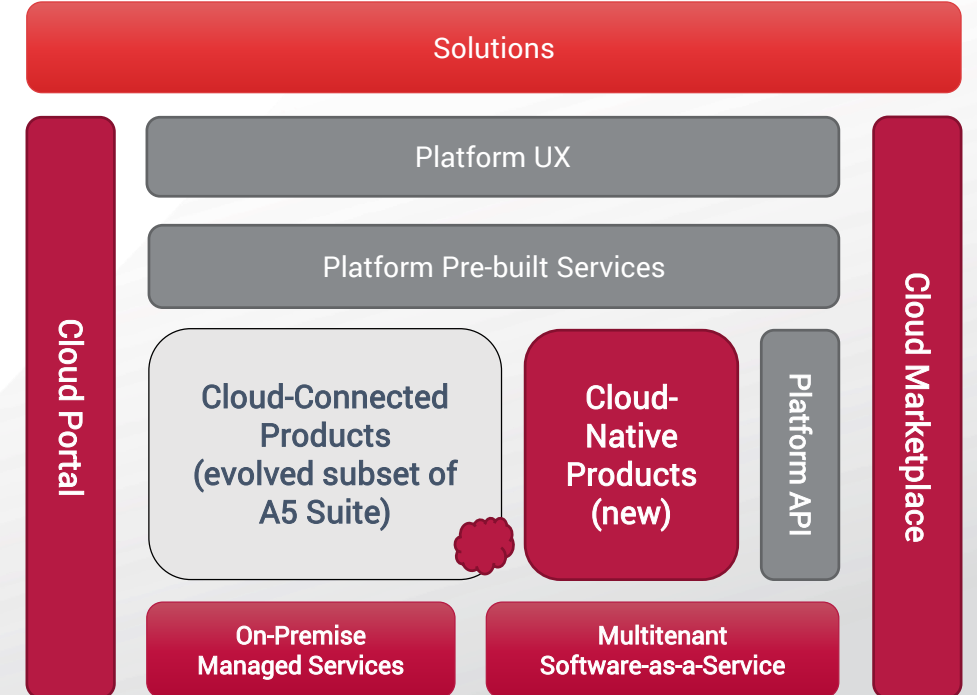 Solutions
Cloud Portal
Platform UX
Platform Pre-built Services
Cloud-Connected
Products
(evolved subset of
A5 Suite)
Cloud-
Native
Products
(new)
Platform API
Cloud Marketplace
On-Premise
Managed Services
Multitenant
Software-as-a-Service